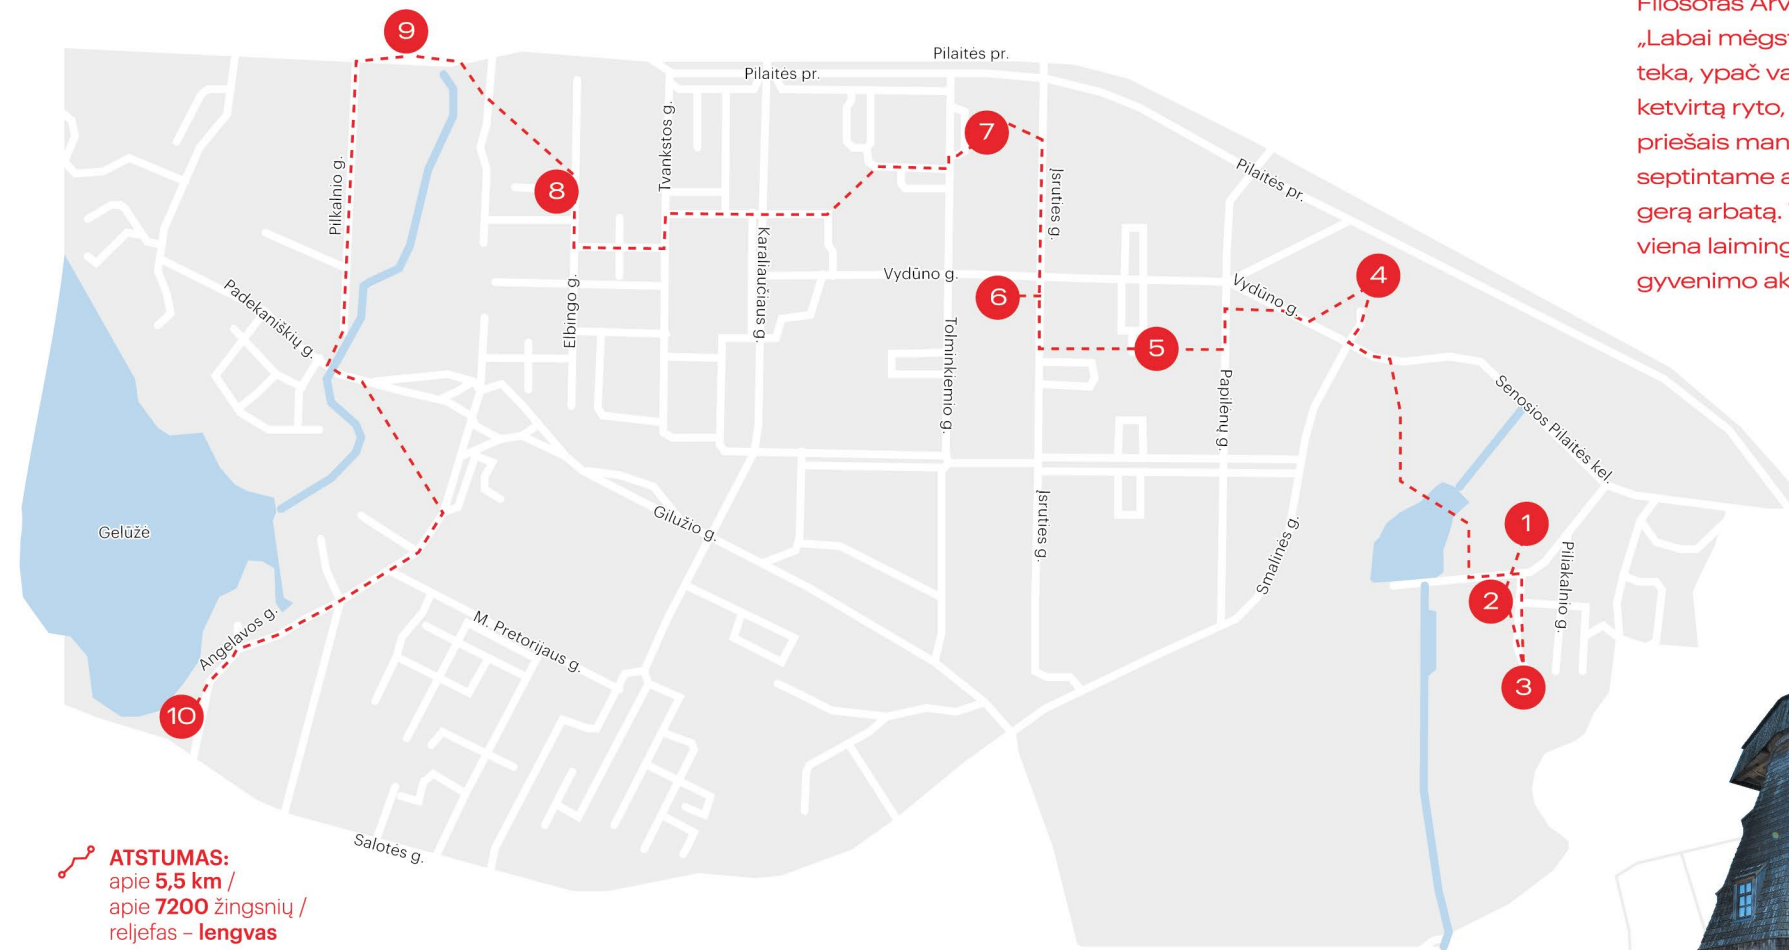 Filosofas Arv
„Labai mėgs
teka, ypač va
ketvirtą ryto,
priešais man
septintame a
gerą arbatą.
viena laiming
gyvenimo ak
9
Pilaitės pr.
Pilaitės pr.
7
Tvankstos g.
Pilkalnio g.
8
Įsruties g.
Pilaitės pr.
Karaliaučiaus g.
Vydūno g.
4
6
Vydūno g.
Padekaniškių g.
Elbingo g.
Tolminkiemio g.
5
Papilėnų g.
Senosios Pilaitės kel.
Gelūžė
Gilužio g.
Įsruties g.
Smalinės g.
1
Piliakalnio g.
2
Angelavos g.
M. Pretorijaus g.
3
10
Salotės g.
ATSTUMAS:
apie 5,5 km /
apie 7200 žingsnių /
reljefas – lengvas